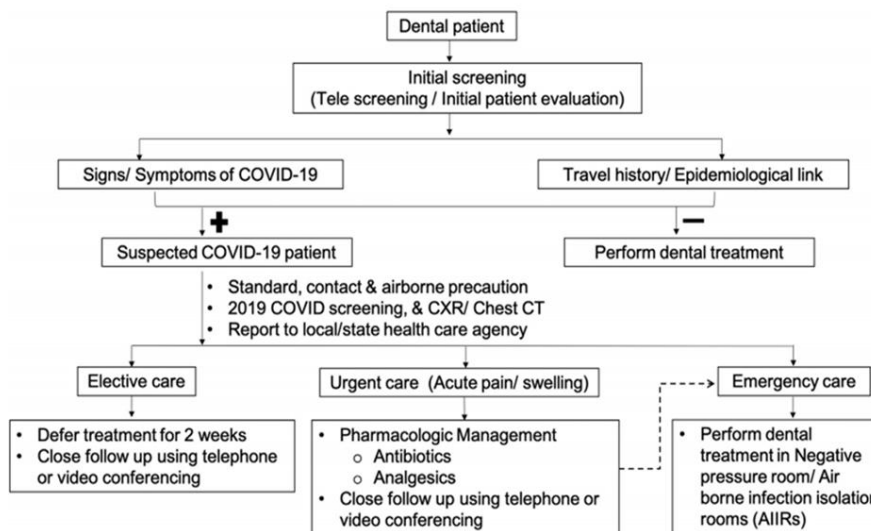 Dental patient
Initial screening
(Tele screening / Initial patient evaluation)
Signs/ Symptoms of COVID-19
Travel history/ Epidemiological link
+
−
Suspected COVID-19 patient
Perform dental treatment
• Standard, contact & airborne precaution
• 2019 COVID screening, & CXR/ Chest CT
• Report to local/state health care agency
Elective care
Urgent care (Acute pain/ swelling)
Emergency care
• Defer treatment for 2 weeks
• Close follow up using telephone
or video conferencing
• Pharmacologic Management
o Antibiotics
o Analgesics
• Close follow up using telephone or
video conferencing
• Perform dental
treatment in Negative
pressure room/ Air
borne infection isolation
rooms (AIIRs)